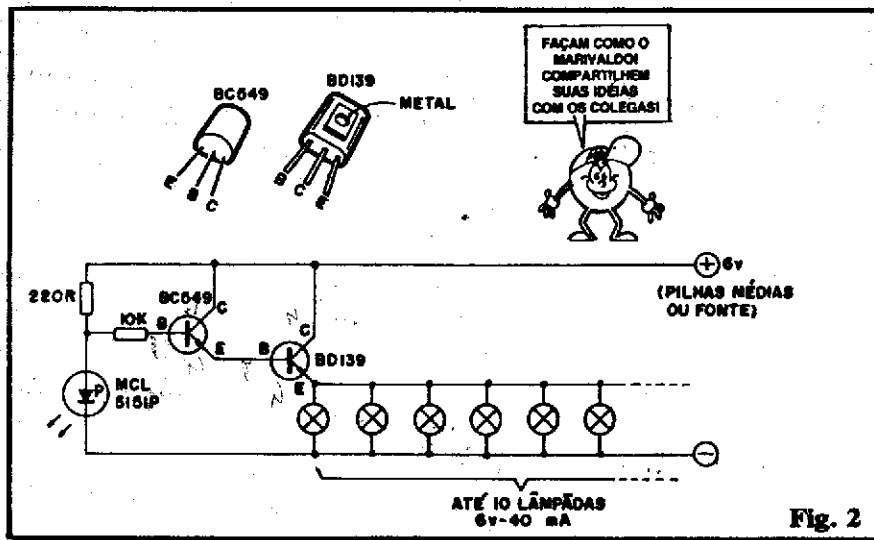 FAÇAM COMO O
MARIVALDO!
COMPARTILHEM
SUAS IDÉIAS
COM OS COLEGAS!
BC549
BD139
METAL
E
B
C
B
C
E
220R
10K
BC549
B
C
E
B
C
E
BD139
P
MCL
5151P
+
6v
(PILHAS MÉDIAS
OU FONTE)
−
ATÉ 10 LÂMPADAS
6v-40 mA
Fig. 2